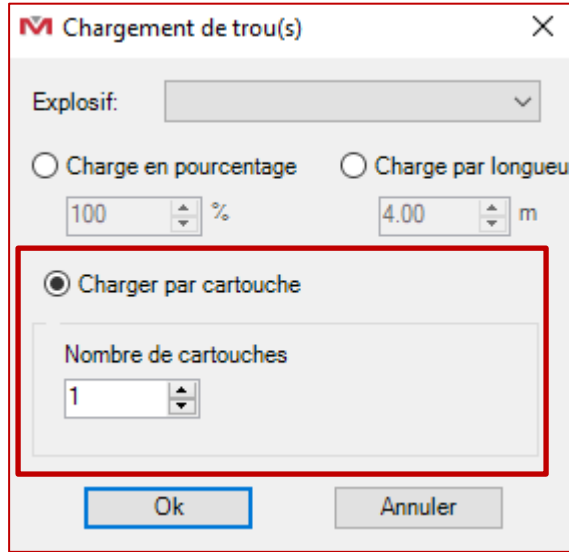 Chargement de trou(s)
Explosif:
Charge en pourcentage Charge par longueu
100 % 4.00 m
Charger par cartouche
Nombre de cartouches
1
Ok Annuler